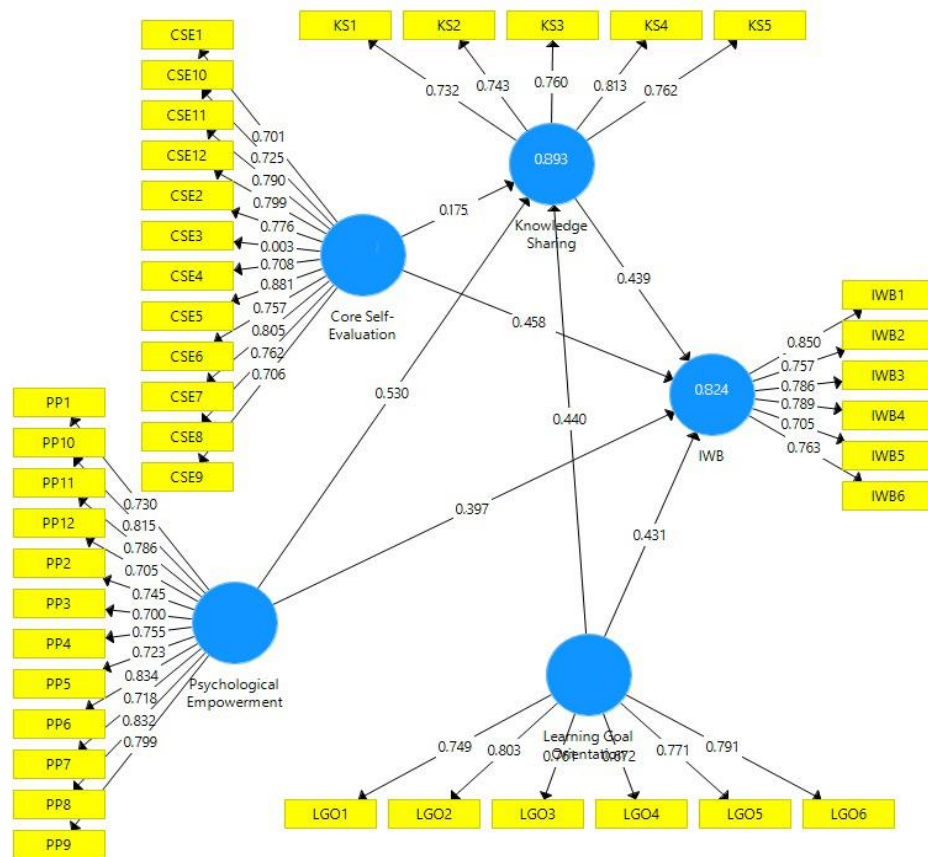 KS1
KS2
KS3
KS4
KS5
CSE1
CSE10
CSE11
CSE12
CSE2
CSE3
CSE4
CSE5
CSE6
CSE7
CSE8
CSE9
0.732
0.743
0.760
0.813
0.762
0.701
0.725
0.790
0.799
0.776
0.003
0.708
0.881
0.757
0.805
0.762
0.706
0.893
Knowledge
Sharing
0.175
Core Self-
Evaluation
0.458
0.439
0.530
0.440
0.824
IWB
IWB1
IWB2
IWB3
IWB4
IWB5
IWB6
0.850
0.757
0.786
0.789
0.705
0.763
PP1
PP10
PP11
PP12
PP2
PP3
PP4
PP5
PP6
PP7
PP8
PP9
0.730
0.815
0.786
0.705
0.745
0.700
0.755
0.723
0.834
0.718
0.832
0.799
0.397
0.431
Psychological
Empowerment
Learning Goal
Orientation
0.749
0.803
0.771
0.791
LGO1
LGO2
LGO3
LGO4
LGO5
LGO6